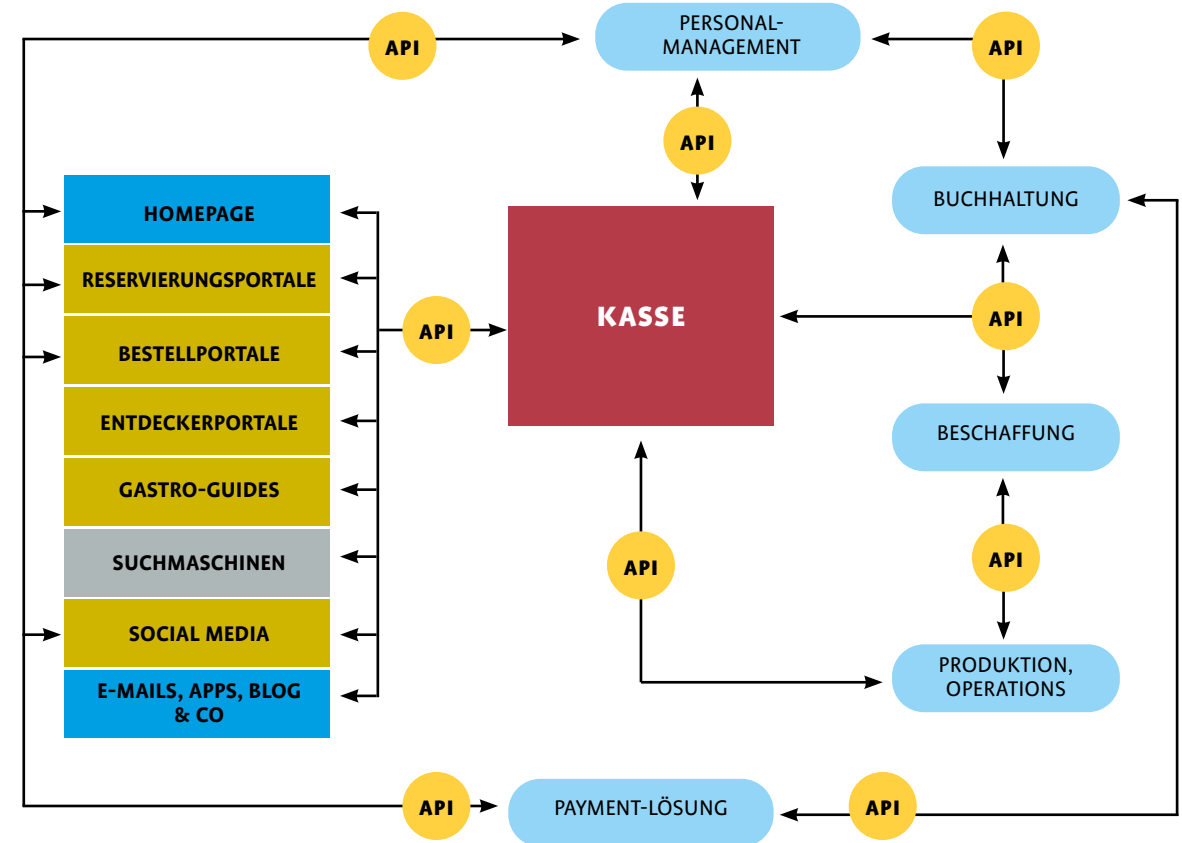 API
PERSONAL-
MANAGEMENT
API
API
HOMEPAGE
BUCHHALTUNG
RESERVIERUNGSPORTALE
KASSE
API
API
BESTELLPORTALE
ENTDECKERPORTALE
BESCHAFFUNG
GASTRO-GUIDES
SUCHMASCHINEN
API
API
SOCIAL MEDIA
PRODUKTION,
OPERATIONS
E-MAILS, APPS, BLOG
& CO
API
PAYMENT-LÖSUNG
API